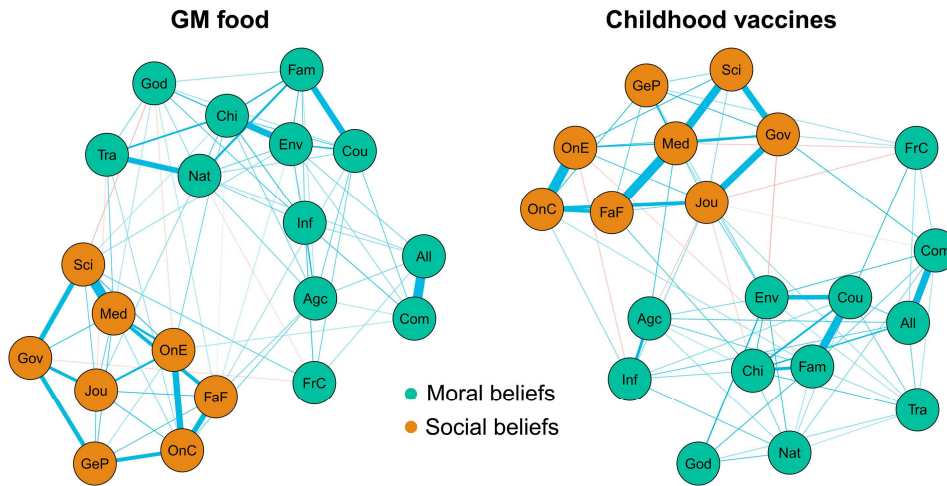 GM food
God
Fam
Chi
Env
Cou
Tra
Nat
Inf
All
Sci
Agc
Com
Med
Gov
OnE
Jou
FrC
FaF
OnC
GeP
Childhood vaccines
Sci
GeP
Gov
Med
OnE
FrC
OnC
FaF
Jou
Com
Env
Cou
Agc
All
Chi
Fam
Inf
Tra
Nat
God
Moral beliefs
Social beliefs